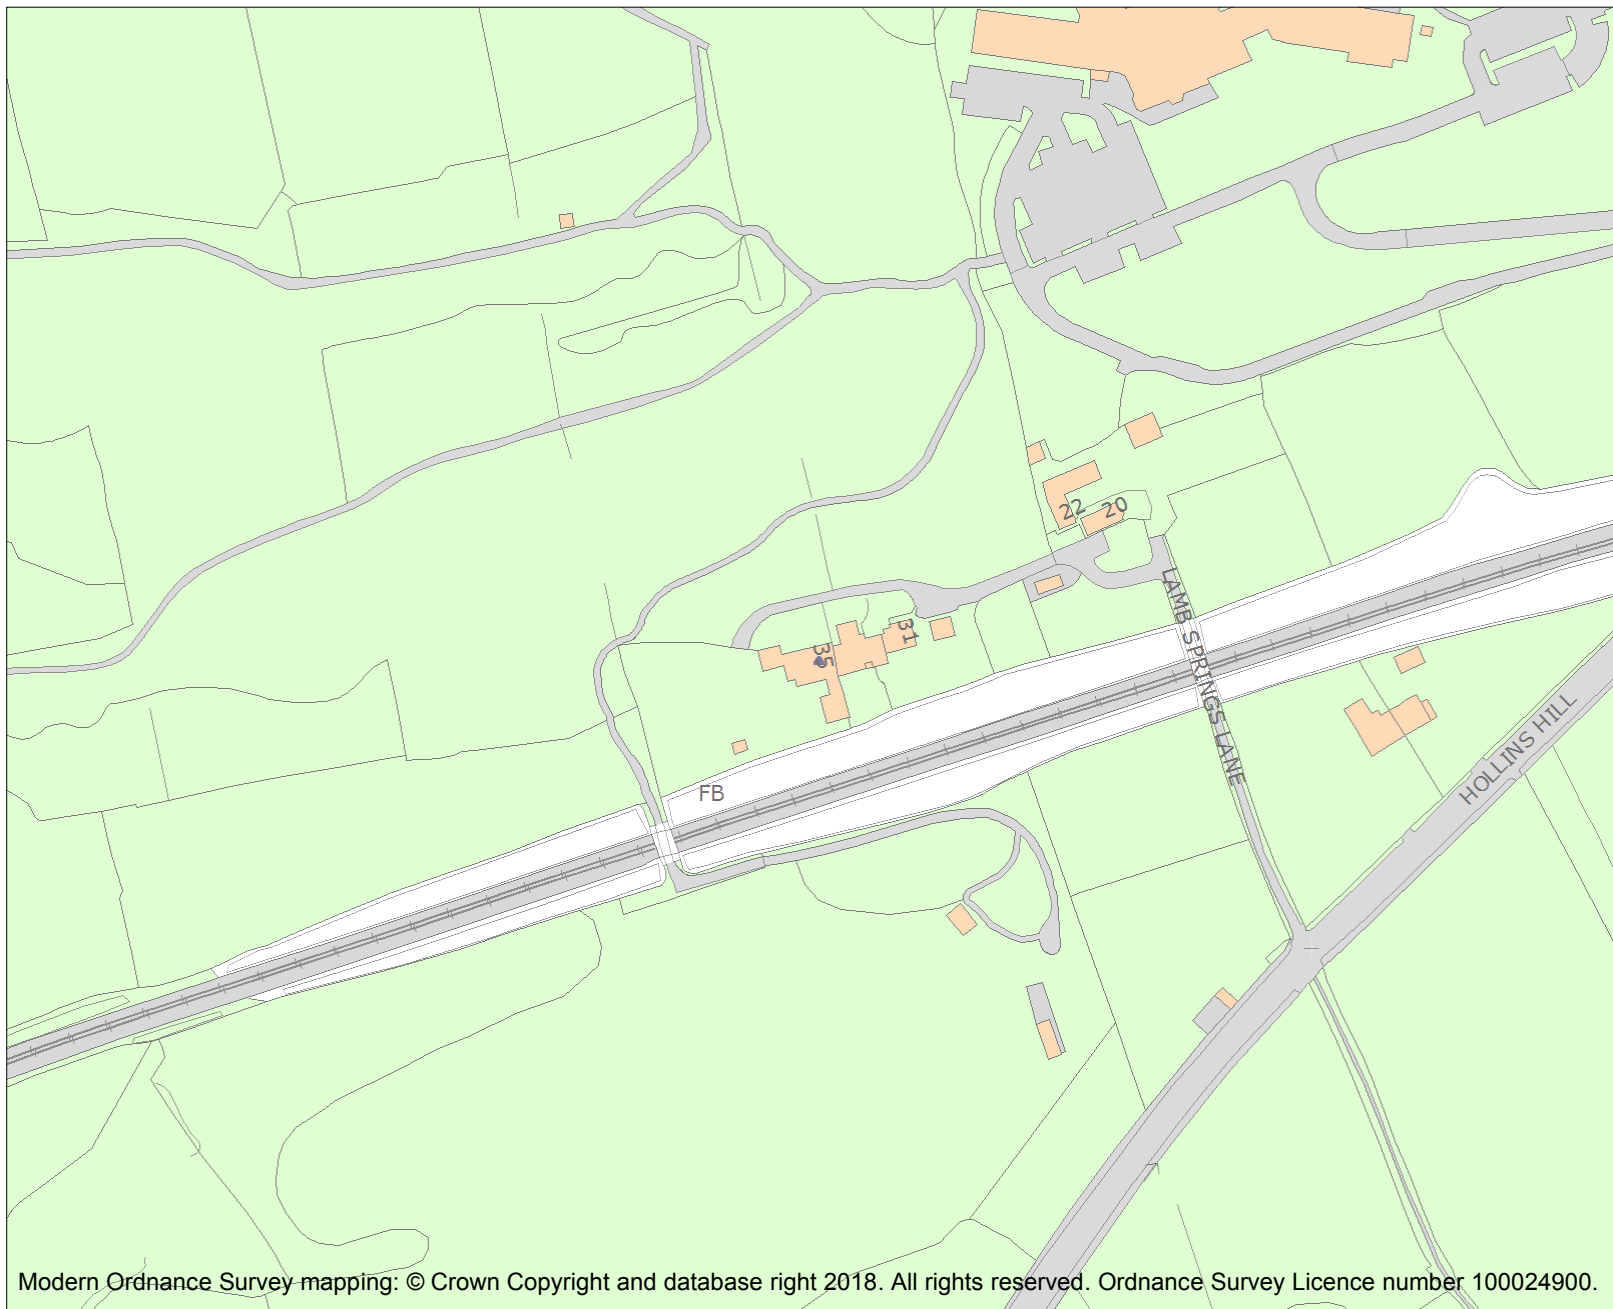 22
20
LAMB SPRINGS LANE
31
35
HOLLINS HILL
FB
Modern Ordnance Survey mapping: © Crown Copyright and database right 2018. All rights reserved. Ordnance Survey Licence number 100024900.